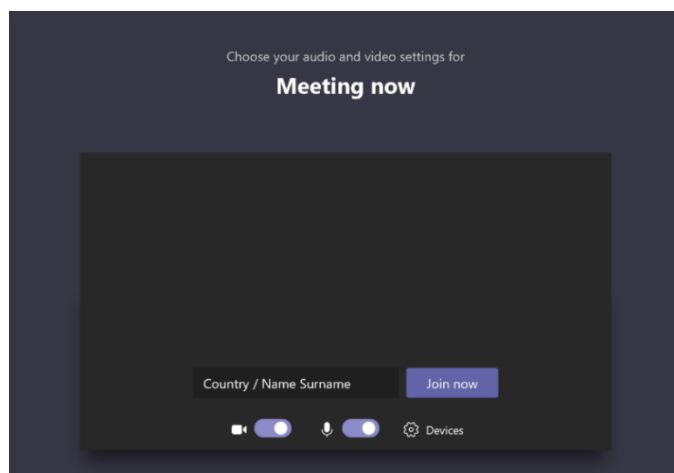 Choose your audio and video settings for
Meeting now
Country / Name Surname
Join now
Devices